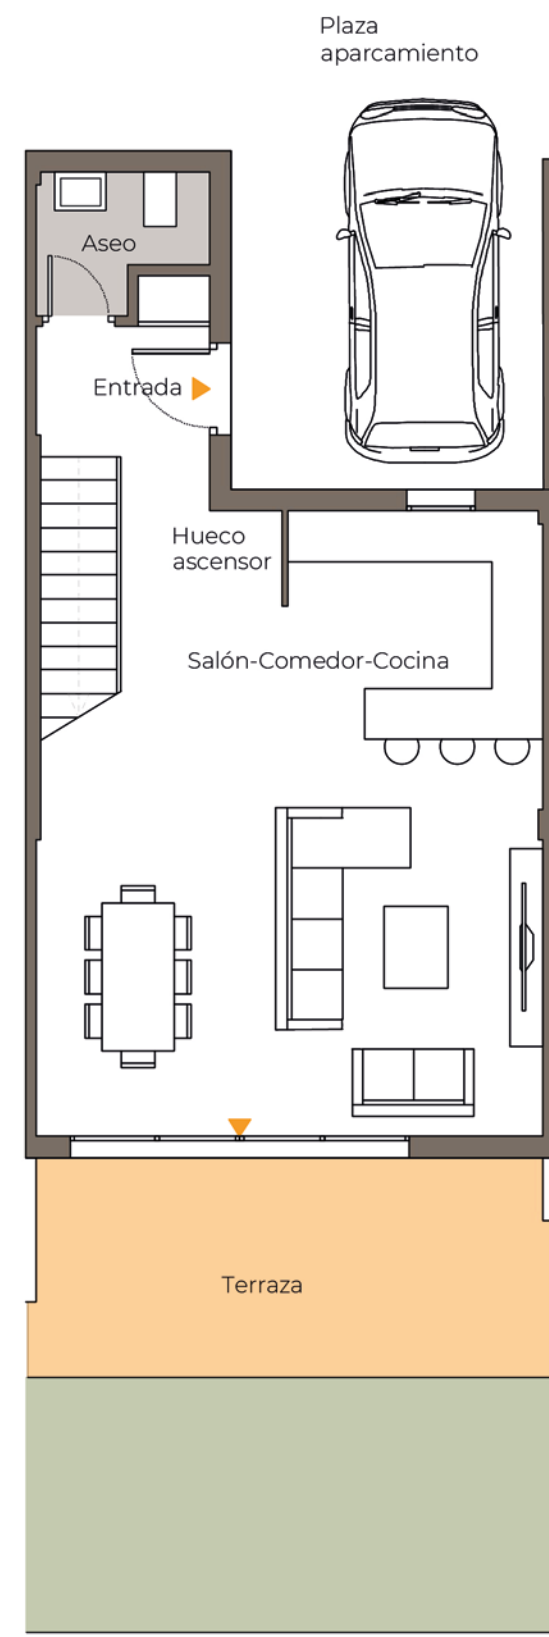 Plaza
aparcamiento
Aseo
Entrada
Hueco
ascensor
Salón-Comedor-Cocina
Terraza